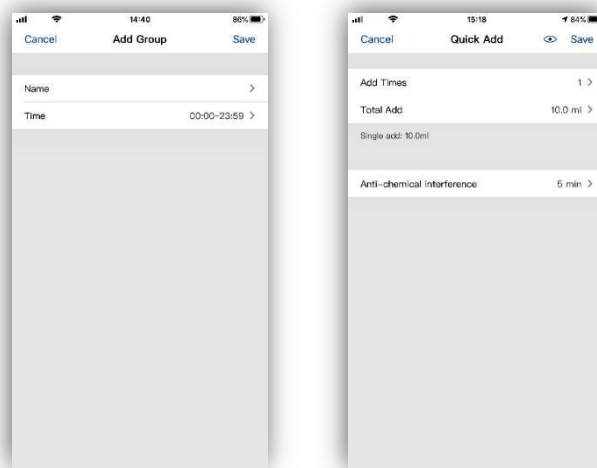 14:40
86%
Cancel
Add Group
Save
Name
Time
00:00-23:59
15:18
84%
Cancel
Quick Add
Save
Add Times
1
Total Add
10.0 ml
Single add: 10.0ml
Anti-chemical interference
5 min